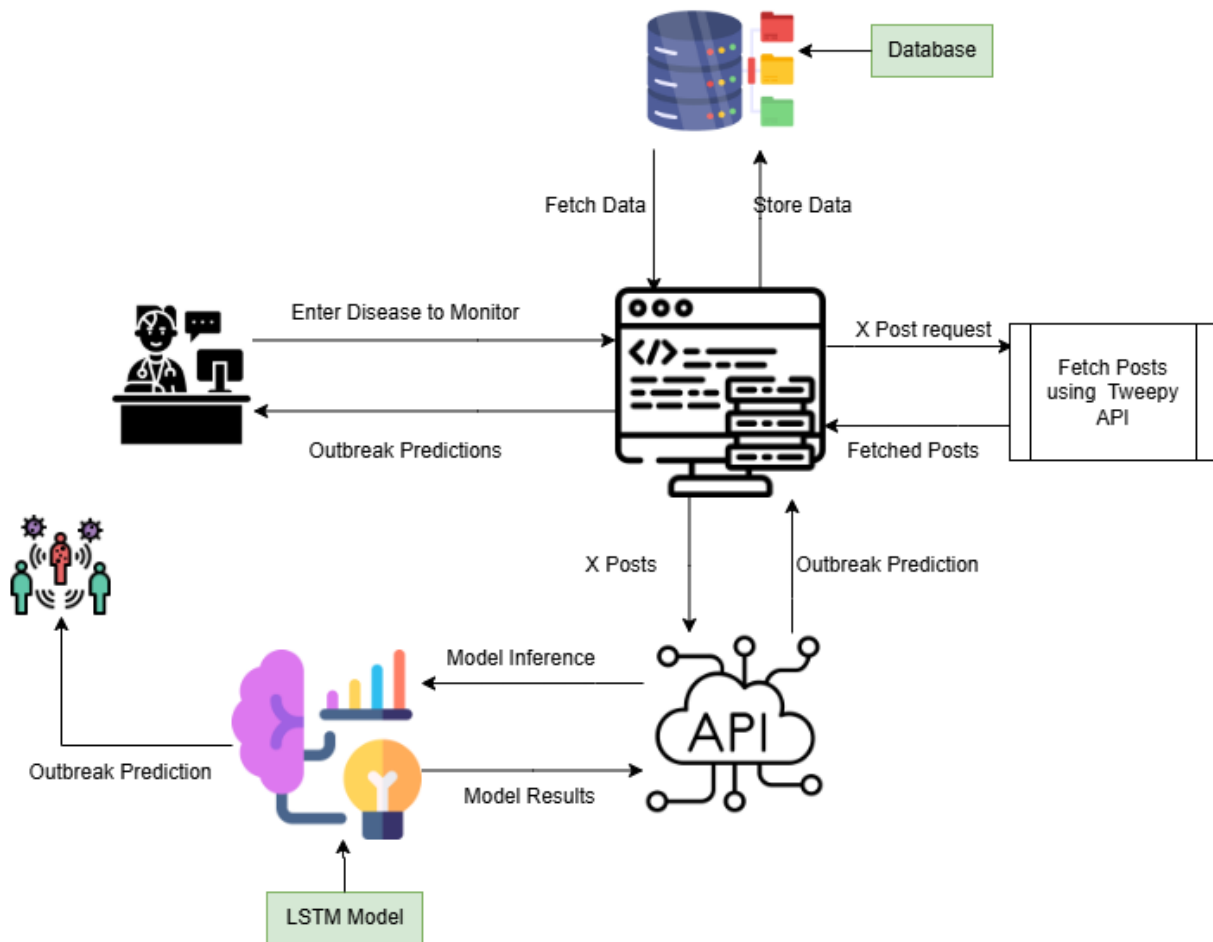 Database
Fetch Data
Store Data
Enter Disease to Monitor
X Post request
</>
Fetch Posts
using Tweepy
API
Outbreak Predictions
Fetched Posts
X Posts
Outbreak Prediction
Model Inference
API
Outbreak Prediction
Model Results
LSTM Model